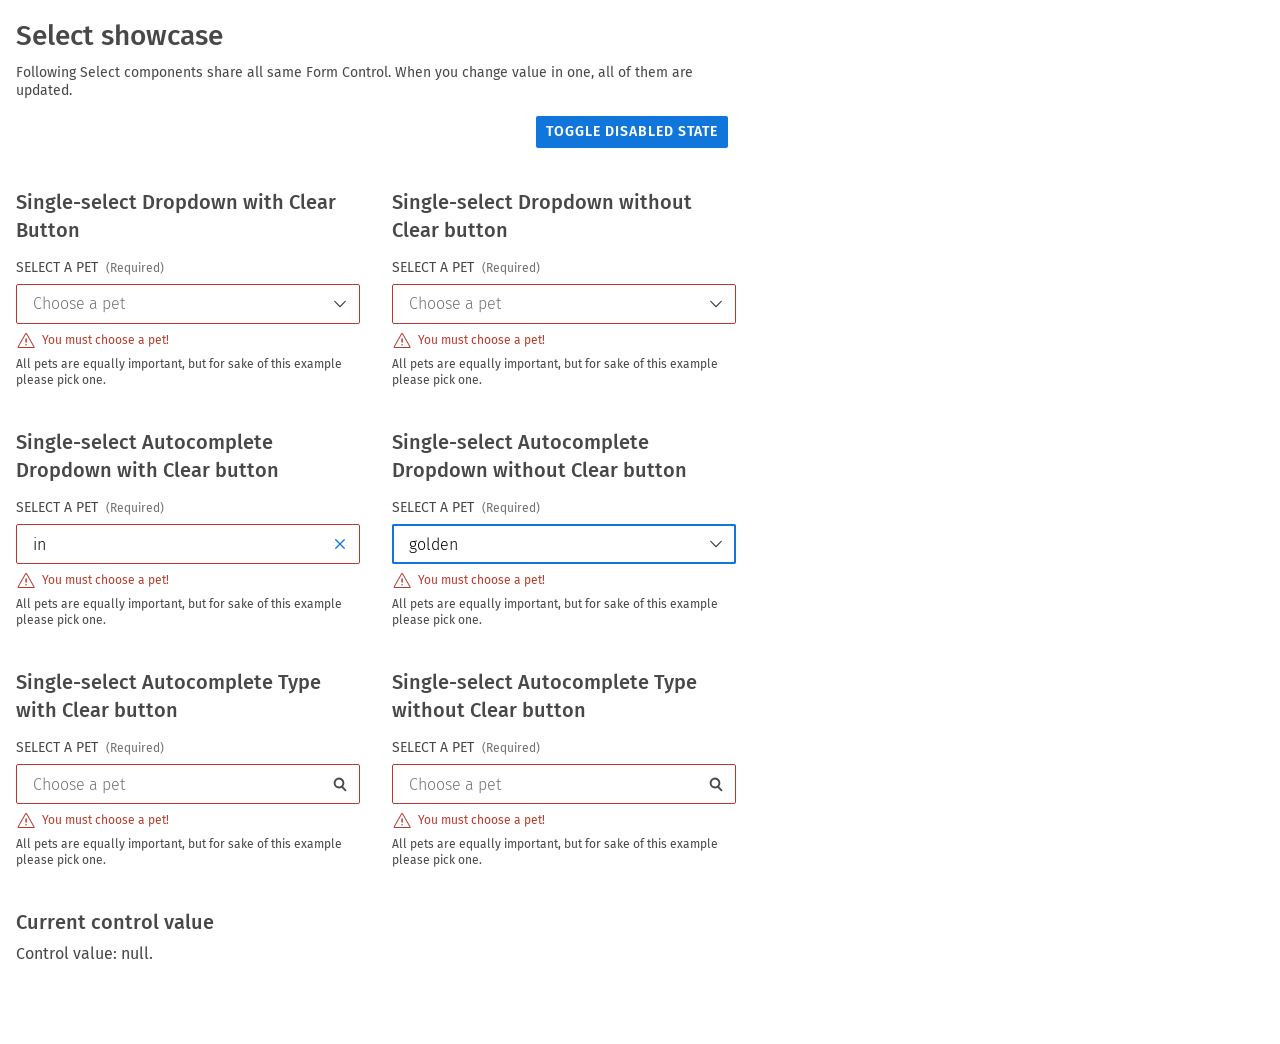 Select showcase
Following Select components share all same Form Control. When you change value in one, all of them are
updated.
TOGGLE DISABLED STATE
Single-select Dropdown with Clear
Button
SELECT A PET (Required)
Choose a pet
You must choose a pet!
All pets are equally important, but for sake of this example
please pick one.
Single-select Dropdown without
Clear button
SELECT A PET (Required)
Choose a pet
You must choose a pet!
All pets are equally important, but for sake of this example
please pick one.
Single-select Autocomplete
Dropdown with Clear button
SELECT A PET (Required)
in
You must choose a pet!
All pets are equally important, but for sake of this example
please pick one.
Single-select Autocomplete
Dropdown without Clear button
SELECT A PET (Required)
golden
You must choose a pet!
All pets are equally important, but for sake of this example
please pick one.
Single-select Autocomplete Type
with Clear button
SELECT A PET (Required)
Choose a pet
You must choose a pet!
All pets are equally important, but for sake of this example
please pick one.
Single-select Autocomplete Type
without Clear button
SELECT A PET (Required)
Choose a pet
You must choose a pet!
All pets are equally important, but for sake of this example
please pick one.
Current control value
Control value: null.